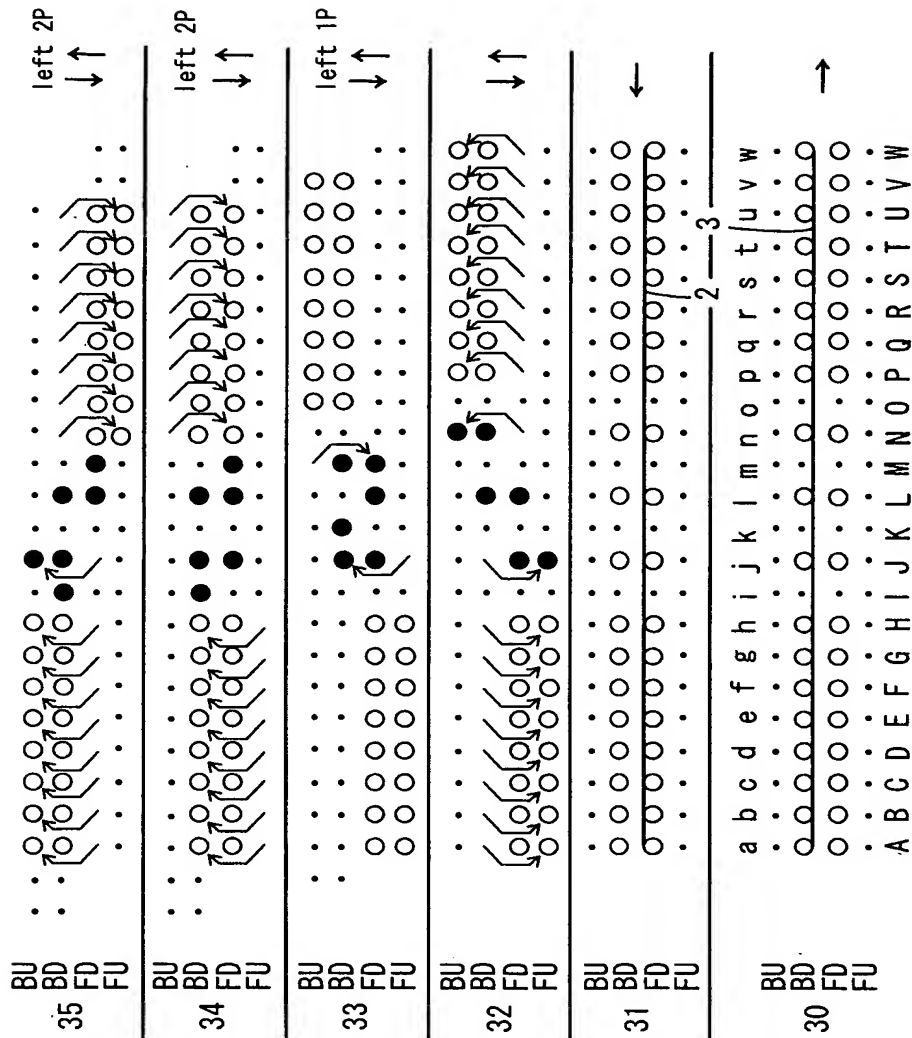 left 2P
BU
BD
FD
FU
35
left 2P
BU
BD
FD
FU
34
left 1P
BU
BD
FD
FU
33
BU
BD
FD
FU
32
BU
BD
FD
FU
31
2
3
a b c d e f g h i j k l m n o p q r s t u v w
BU
BD
FD
FU
30
A B C D E F G H I J K L M N O P Q R S T U V W